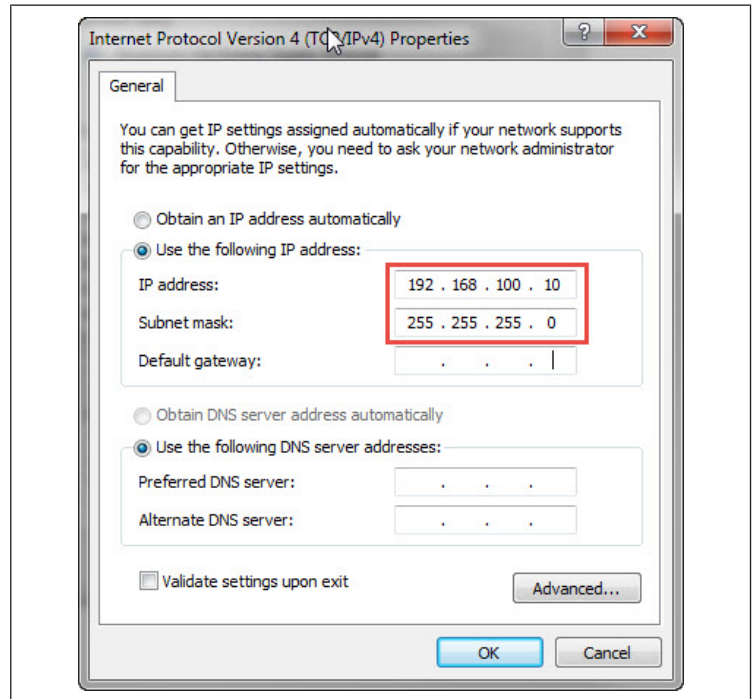 Internet Protocol Version 4 (TCP/IPv4) Properties
General
You can get IP settings assigned automatically if your network supports
this capability. Otherwise, you need to ask your network administrator
for the appropriate IP settings.
Obtain an IP address automatically
Use the following IP address:
IP address: 192 . 168 . 100 . 10
Subnet mask: 255 . 255 . 255 . 0
Default gateway: . . .
Obtain DNS server address automatically
Use the following DNS server addresses:
Preferred DNS server: . . .
Alternate DNS server: . . .
Validate settings upon exit
Advanced...
OK Cancel